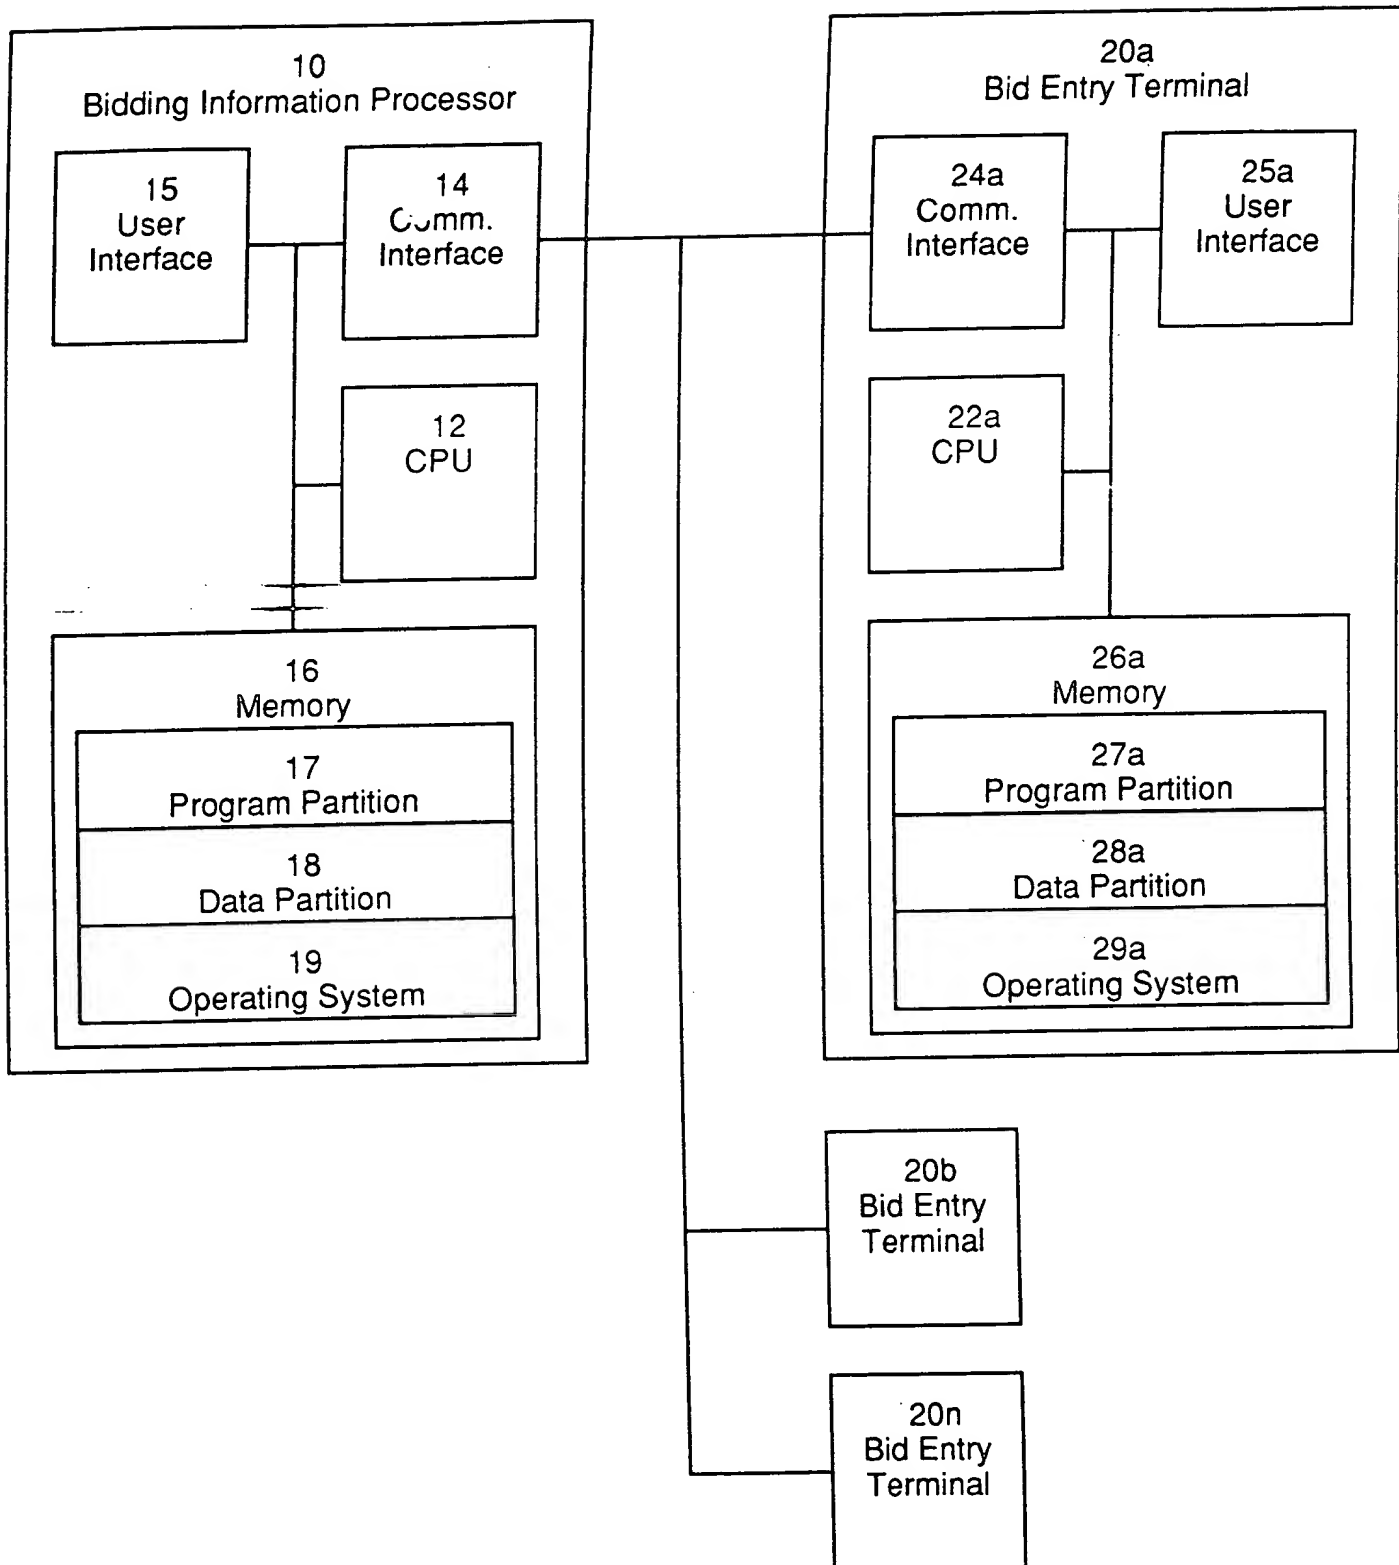 10
Bidding Information Processor
15
User
Interface
14
Comm.
Interface
12
CPU
16
Memory
17
Program Partition
18
Data Partition
19
Operating System
20a
Bid Entry Terminal
24a
Comm.
Interface
25a
User
Interface
22a
CPU
26a
Memory
27a
Program Partition
28a
Data Partition
29a
Operating System
20b
Bid Entry
Terminal
20n
Bid Entry
Terminal